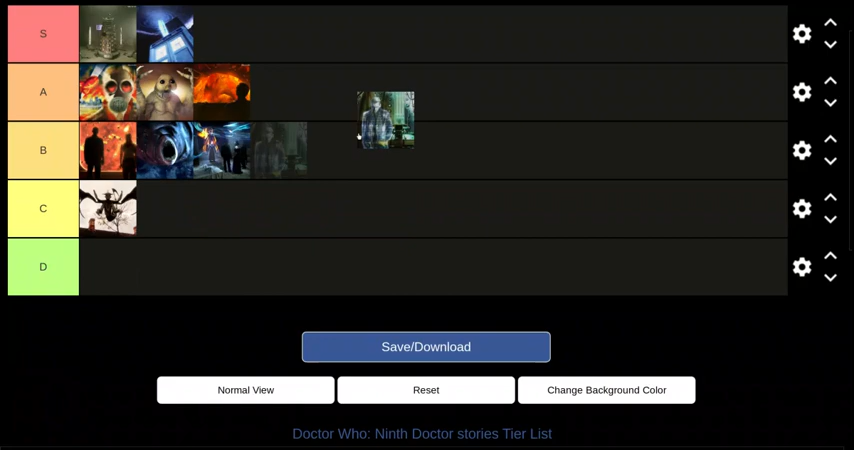 S
A
B
C
D
Save/Download
Normal View
Reset
Change Background Color
Doctor Who: Ninth Doctor stories Tier List